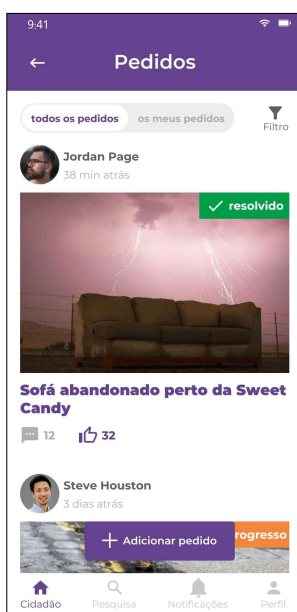 9:41
Pedidos
todos os pedidos os meus pedidos
Filtro
Jordan Page
38 min atrás
resolvido
Sofá abandonado perto da Sweet
Candy
12 32
Steve Houston
3 dias atrás
rogresso
Adicionar pedido
Cidadão Pesquisa Notificações Perfil